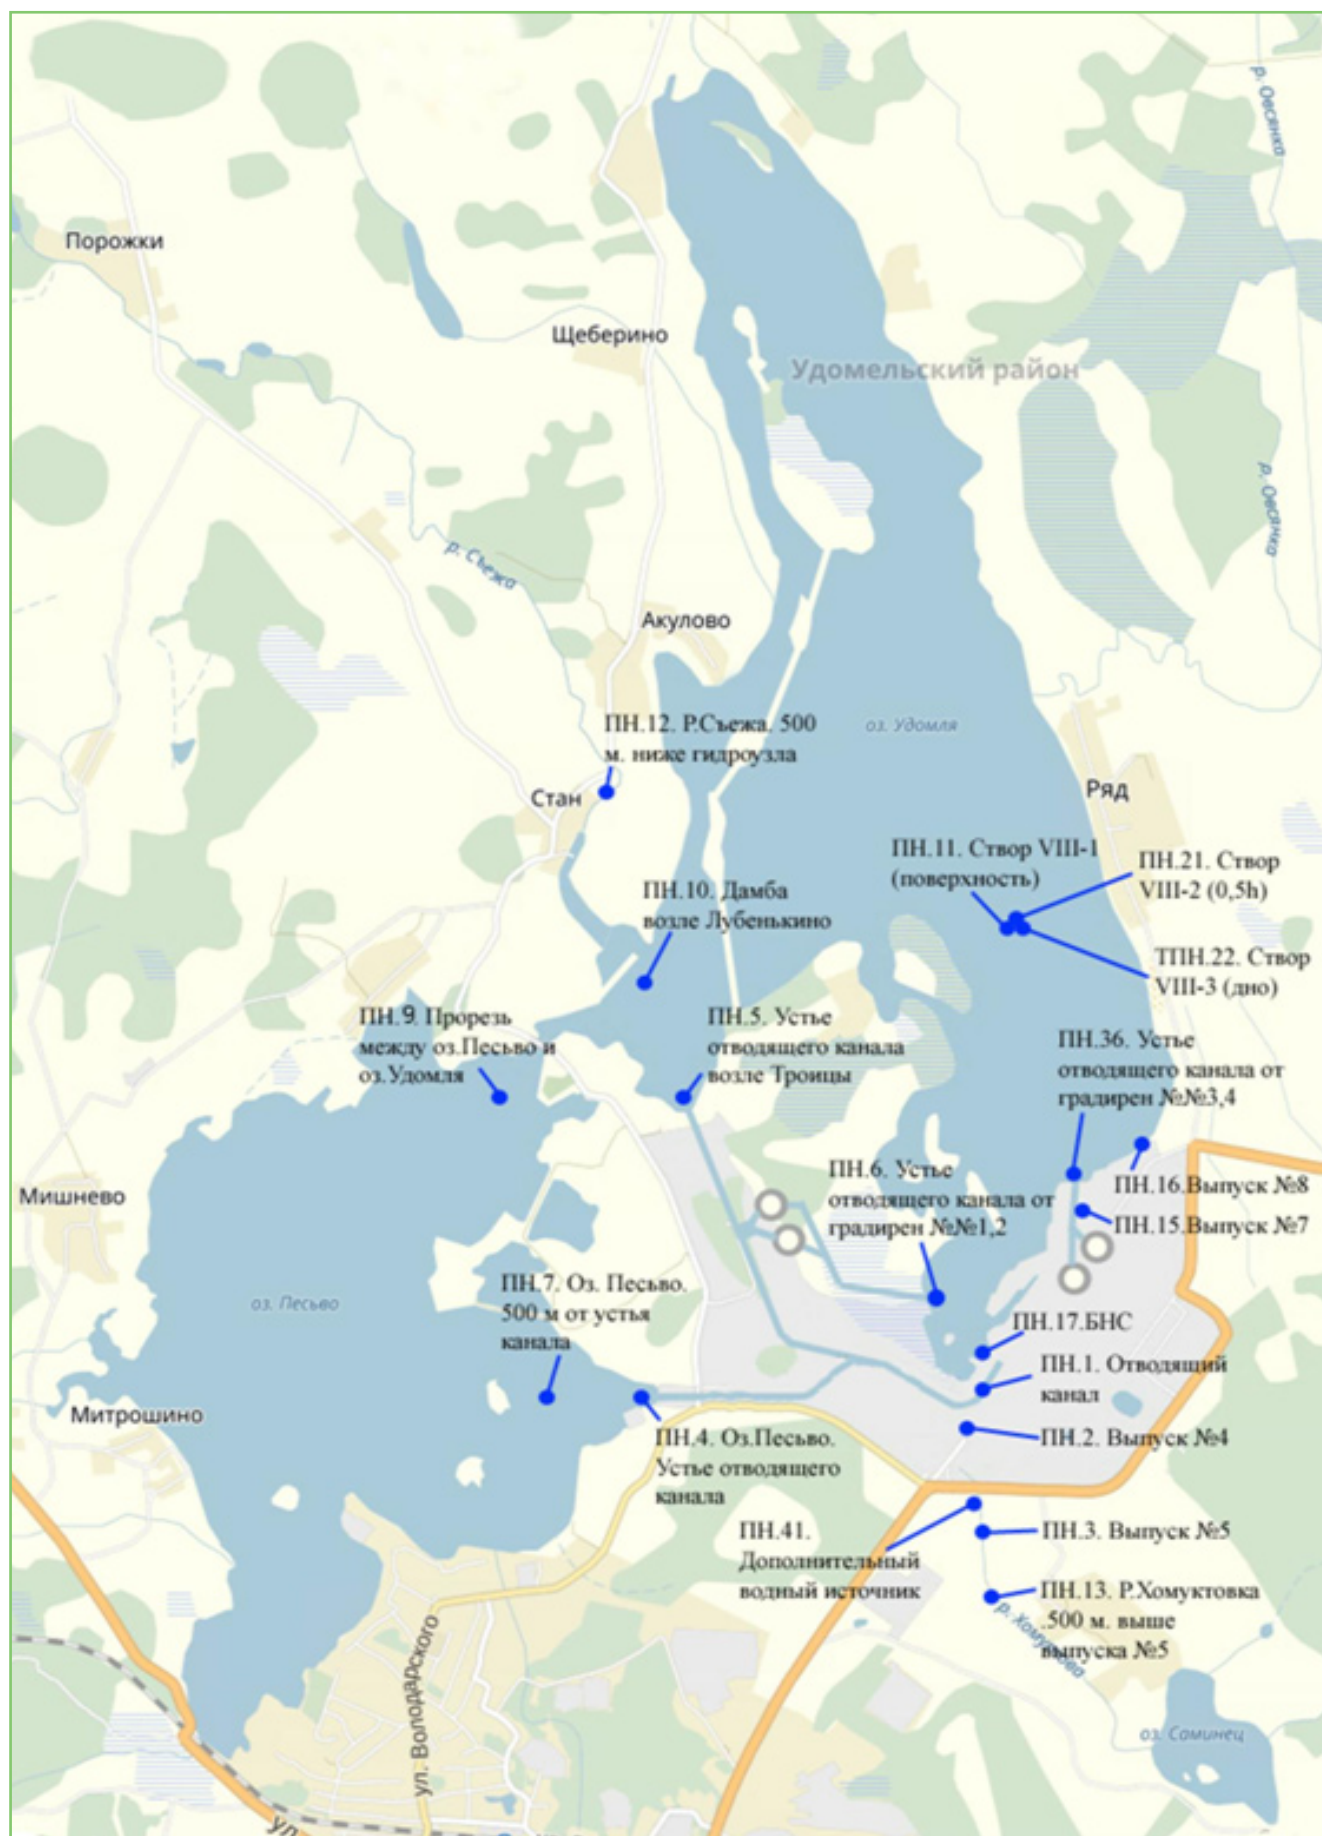 р. Овсянка
Порожки
Щеберино
Удомельский район
р. Овсянка
р. Съежа
Акулово
ПН.12. Р.Съежа. 500
м. ниже гидроузла
оз. Удомля
Стан
Ряд
ПН.11. Створ VIII-1
(поверхность)
ПН.21. Створ
VIII-2 (0,5h)
ПН.10. Дамба
возле Лубенькино
ТПН.22. Створ
VIII-3 (дно)
ПН.9. Прорезь
между оз.Песьво и
оз.Удомля
ПН.5. Устье
отводящего канала
возле Троицы
ПН.36. Устье
отводящего канала от
градирен №№3,4
Мишнево
ПН.6. Устье
отводящего канала от
градирен №№1,2
ПН.16.Выпуск №8
ПН.15.Выпуск №7
оз. Песьво
ПН.7. Оз. Песьво.
500 м от устья
канала
ПН.17.БНС
ПН.1. Отводящий
канал
Митрошино
ПН.4. Оз.Песьво.
Устье отводящего
канала
ПН.2. Выпуск №4
ПН.41.
Дополнительный
водный источник
ПН.3. Выпуск №5
ПН.13. Р.Хомуктовка
.500 м. выше
выпуска №5
ул. Володарского
оз. Саминец
ул